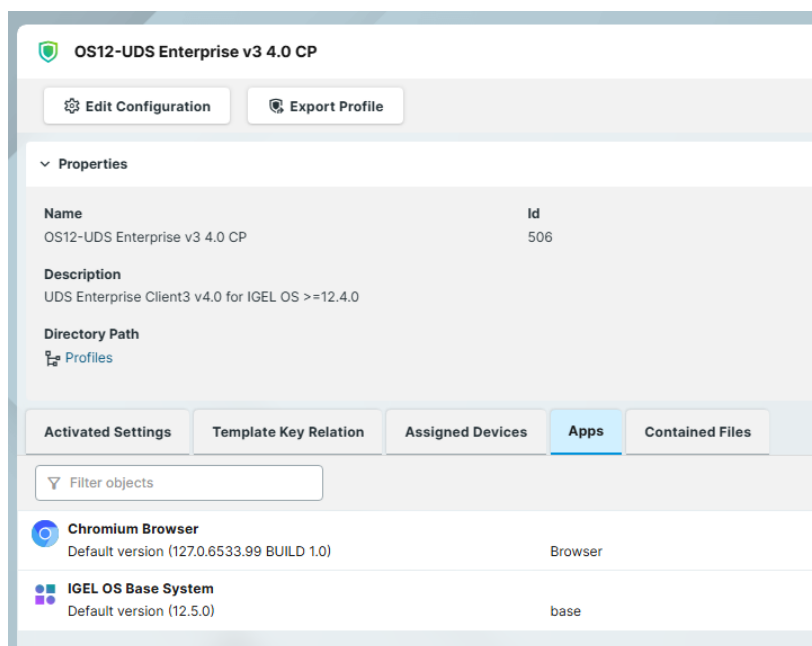 OS12-UDS Enterprise v3 4.0 CP
Edit Configuration Export Profile
Properties
Name Id
OS12-UDS Enterprise v3 4.0 CP 506
Description
UDS Enterprise Client3 v4.0 for IGEL OS >=12.4.0
Directory Path
Profiles
Activated Settings Template Key Relation Assigned Devices Apps Contained Files
Filter objects
Chromium Browser
Default version (127.0.6533.99 BUILD 1.0) Browser
IGEL OS Base System
Default version (12.5.0) base